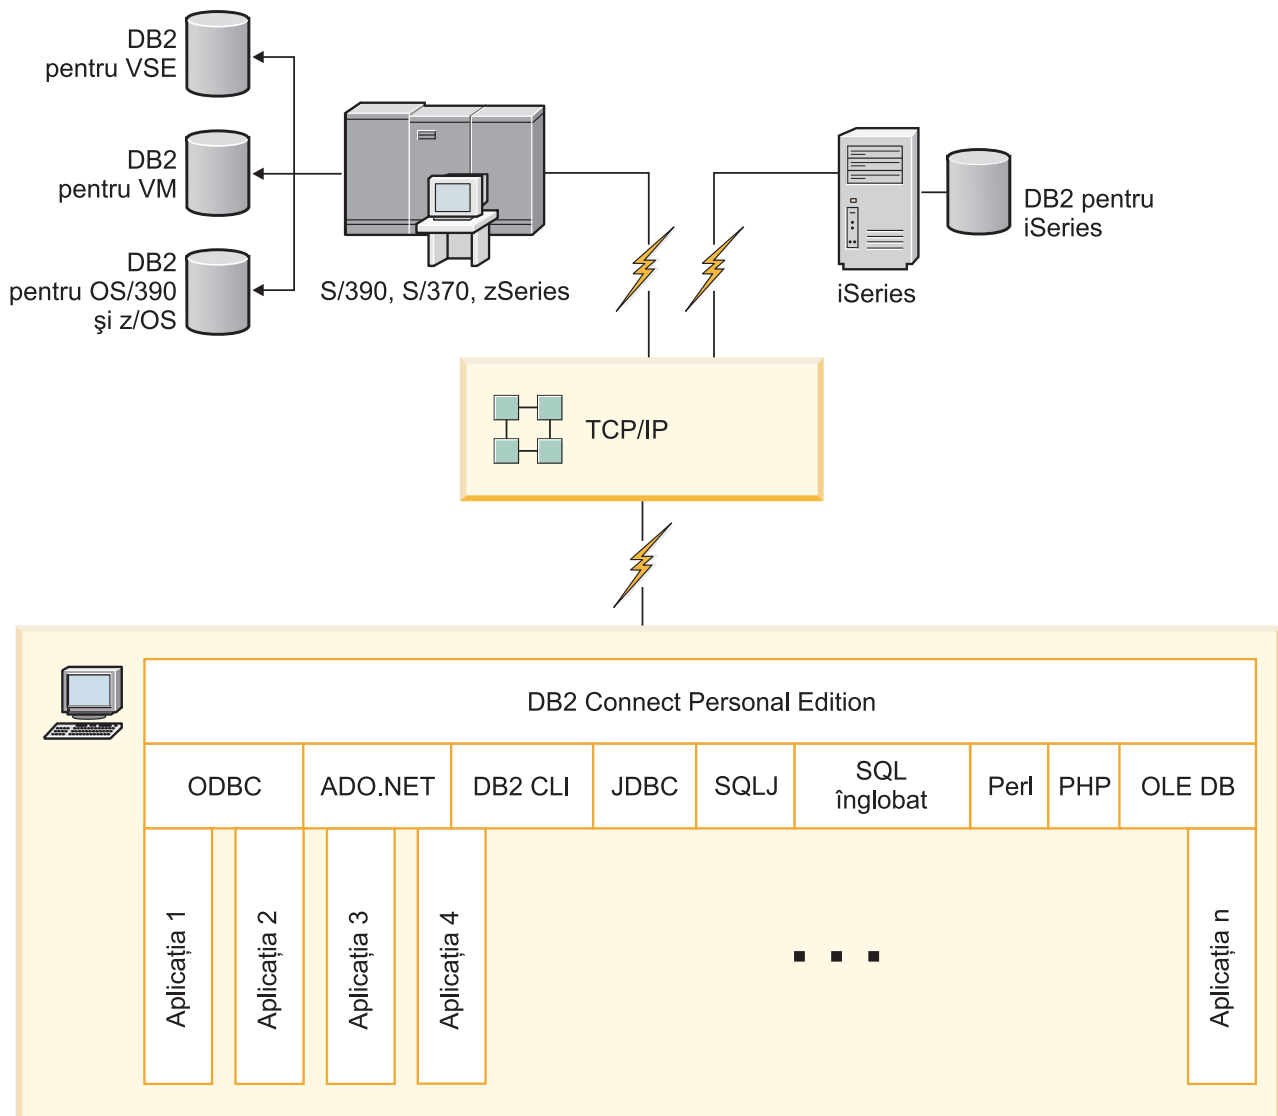 DB2
pentru VSE
DB2
pentru VM
DB2
pentru OS/390
şi z/OS
S/390, S/370, zSeries
iSeries
DB2 pentru
iSeries
TCP/IP
DB2 Connect Personal Edition
ODBC
ADO.NET
DB2 CLI
JDBC
SQLJ
SQL
înglobat
Perl
PHP
OLE DB
Aplicaţia 1
Aplicaţia 2
Aplicaţia 3
Aplicaţia 4
Aplicaţia n